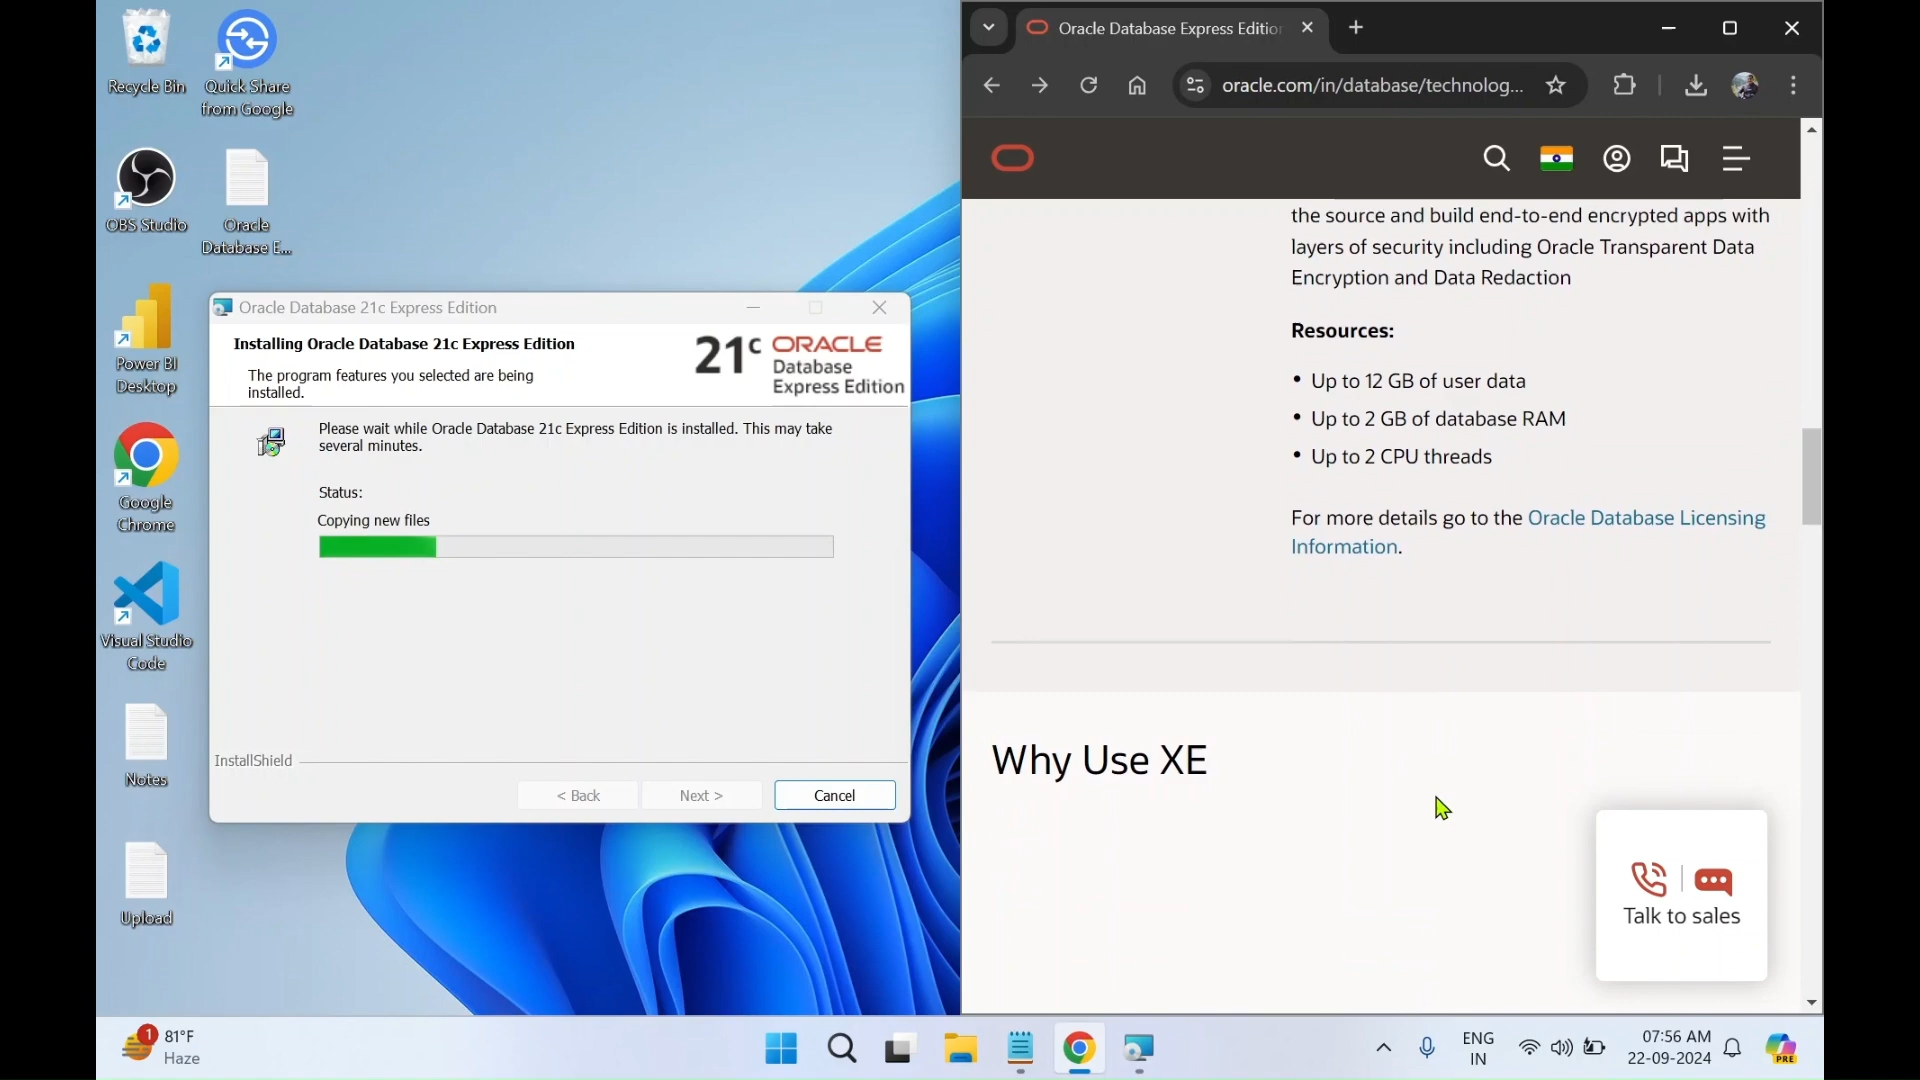 Recycle Bin
Quick Share
from Google
OBS Studio
Oracle
Database E...
Power BI
Desktop
Google
Chrome
Visual Studio
Code
Notes
Upload
Oracle Database 21c Express Edition
Installing Oracle Database 21c Express Edition
The program features you selected are being
installed.
21c ORACLE
Database
Express Edition
Please wait while Oracle Database 21c Express Edition is installed. This may take
several minutes.
Status:
Copying new files
InstallShield
< Back
Next >
Cancel
Oracle Database Express Edition
oracle.com/in/database/technolog...
the source and build end-to-end encrypted apps with
layers of security including Oracle Transparent Data
Encryption and Data Redaction
Resources:
• Up to 12 GB of user data
• Up to 2 GB of database RAM
• Up to 2 CPU threads
For more details go to the Oracle Database Licensing
Information.
Why Use XE
Talk to sales
1
81°F
Haze
ENG
IN
07:56 AM
22-09-2024
PRE